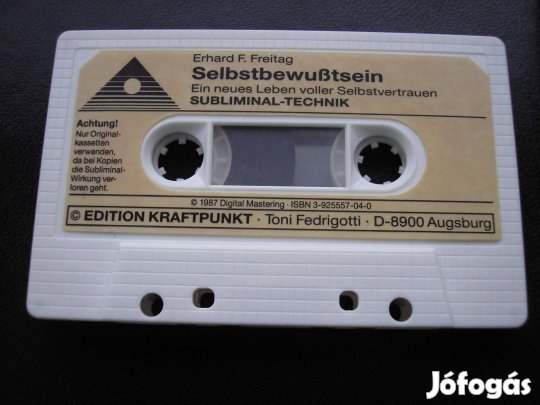 Erhard F. Freitag
Selbstbewußtsein
Ein neues Leben voller Selbstvertrauen
SUBLIMINAL-TECHNIK
Achtung!
Nur Original-
kassetten
verwenden,
da bei Kopien
die Subliminal-
Wirkung ver-
loren geht.
© 1987 Digital Mastering · ISBN 3-925557-04-0
© EDITION KRAFTPUNKT · Toni Fedrigotti · D-8900 Augsburg
Jófogás